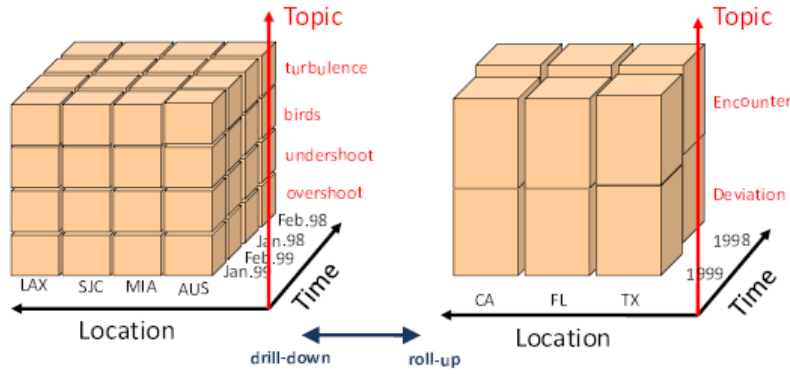 Topic
turbulence
birds
undershoot
overshoot
Feb.98
Jan.98
Feb.99
Jan.99
LAX SJC MIA AUS
Time
Location
Topic
Encounter
Deviation
1998
1999
CA FL TX
Time
Location
drill-down roll-up